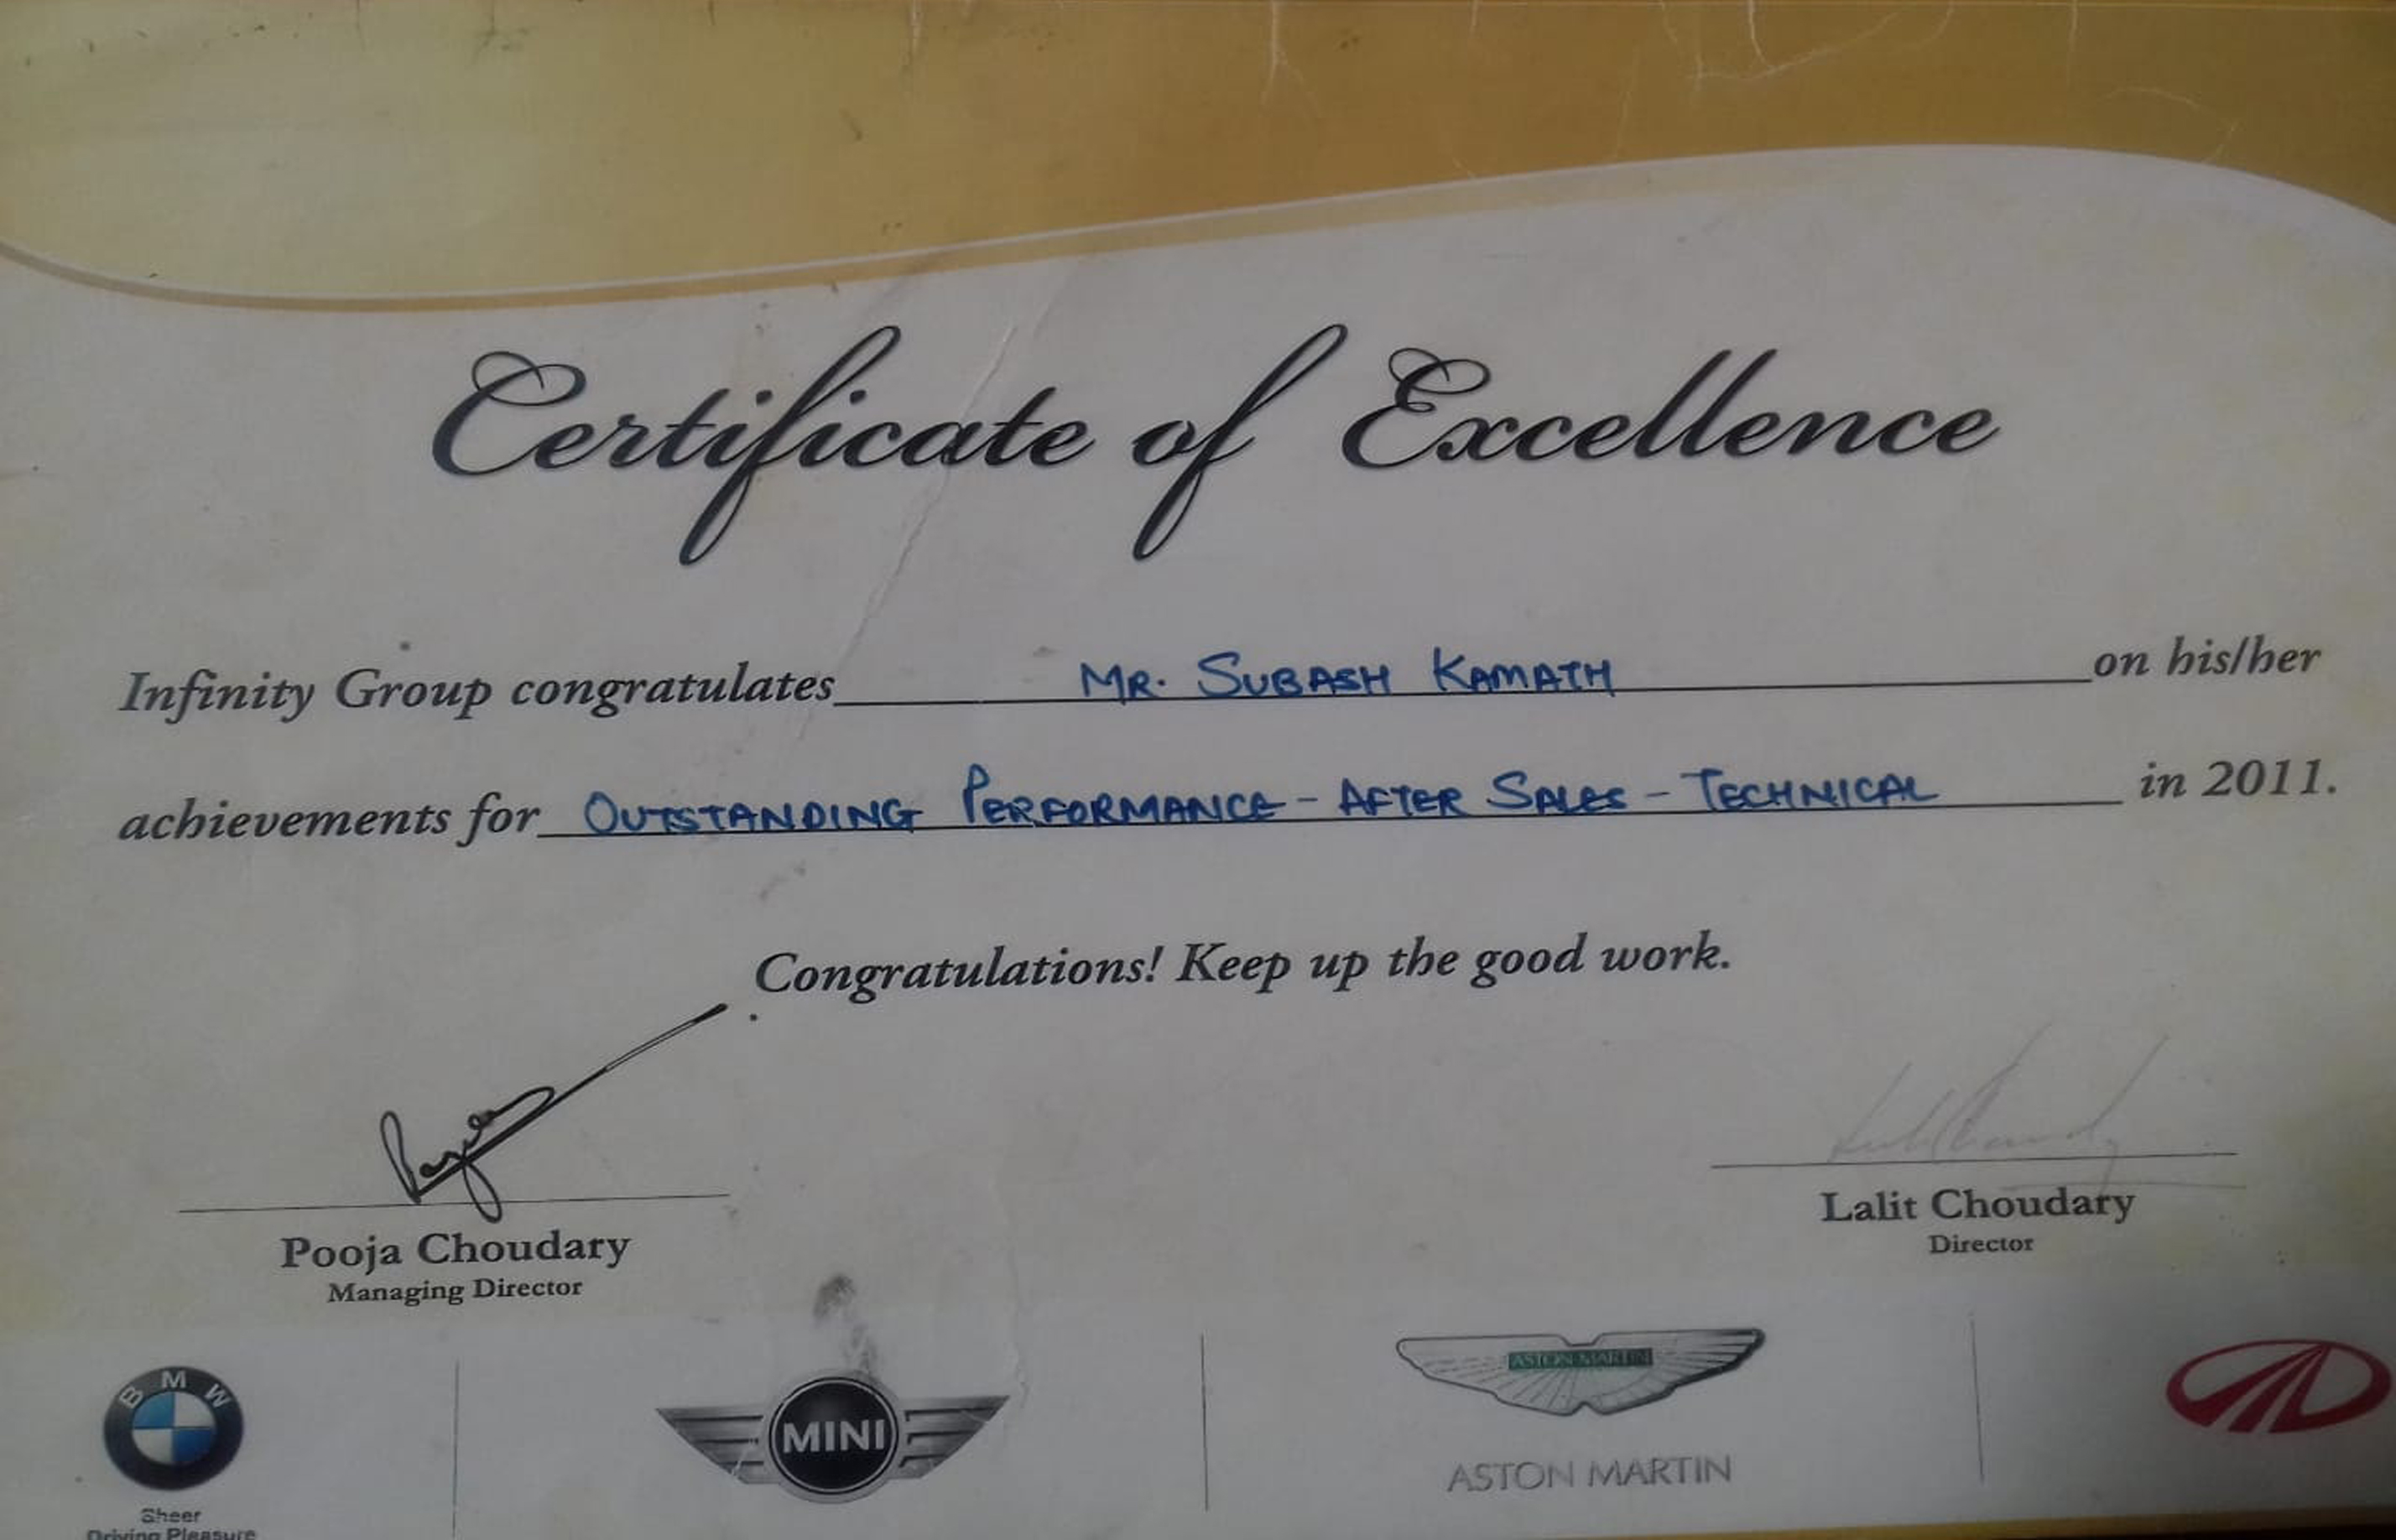 Certificate of Excellence
Infinity Group congratulates MR. SUBASH KAMATH on his/her
achievements for OUTSTANDING PERFORMANCE - AFTER SALES - TECHNICAL in 2011.
Congratulations! Keep up the good work.
Pooja Choudary
Managing Director
Lalit Choudary
Director
BMW
Sheer
Driving Pleasure
MINI
ASTON MARTIN
ASTON MARTIN